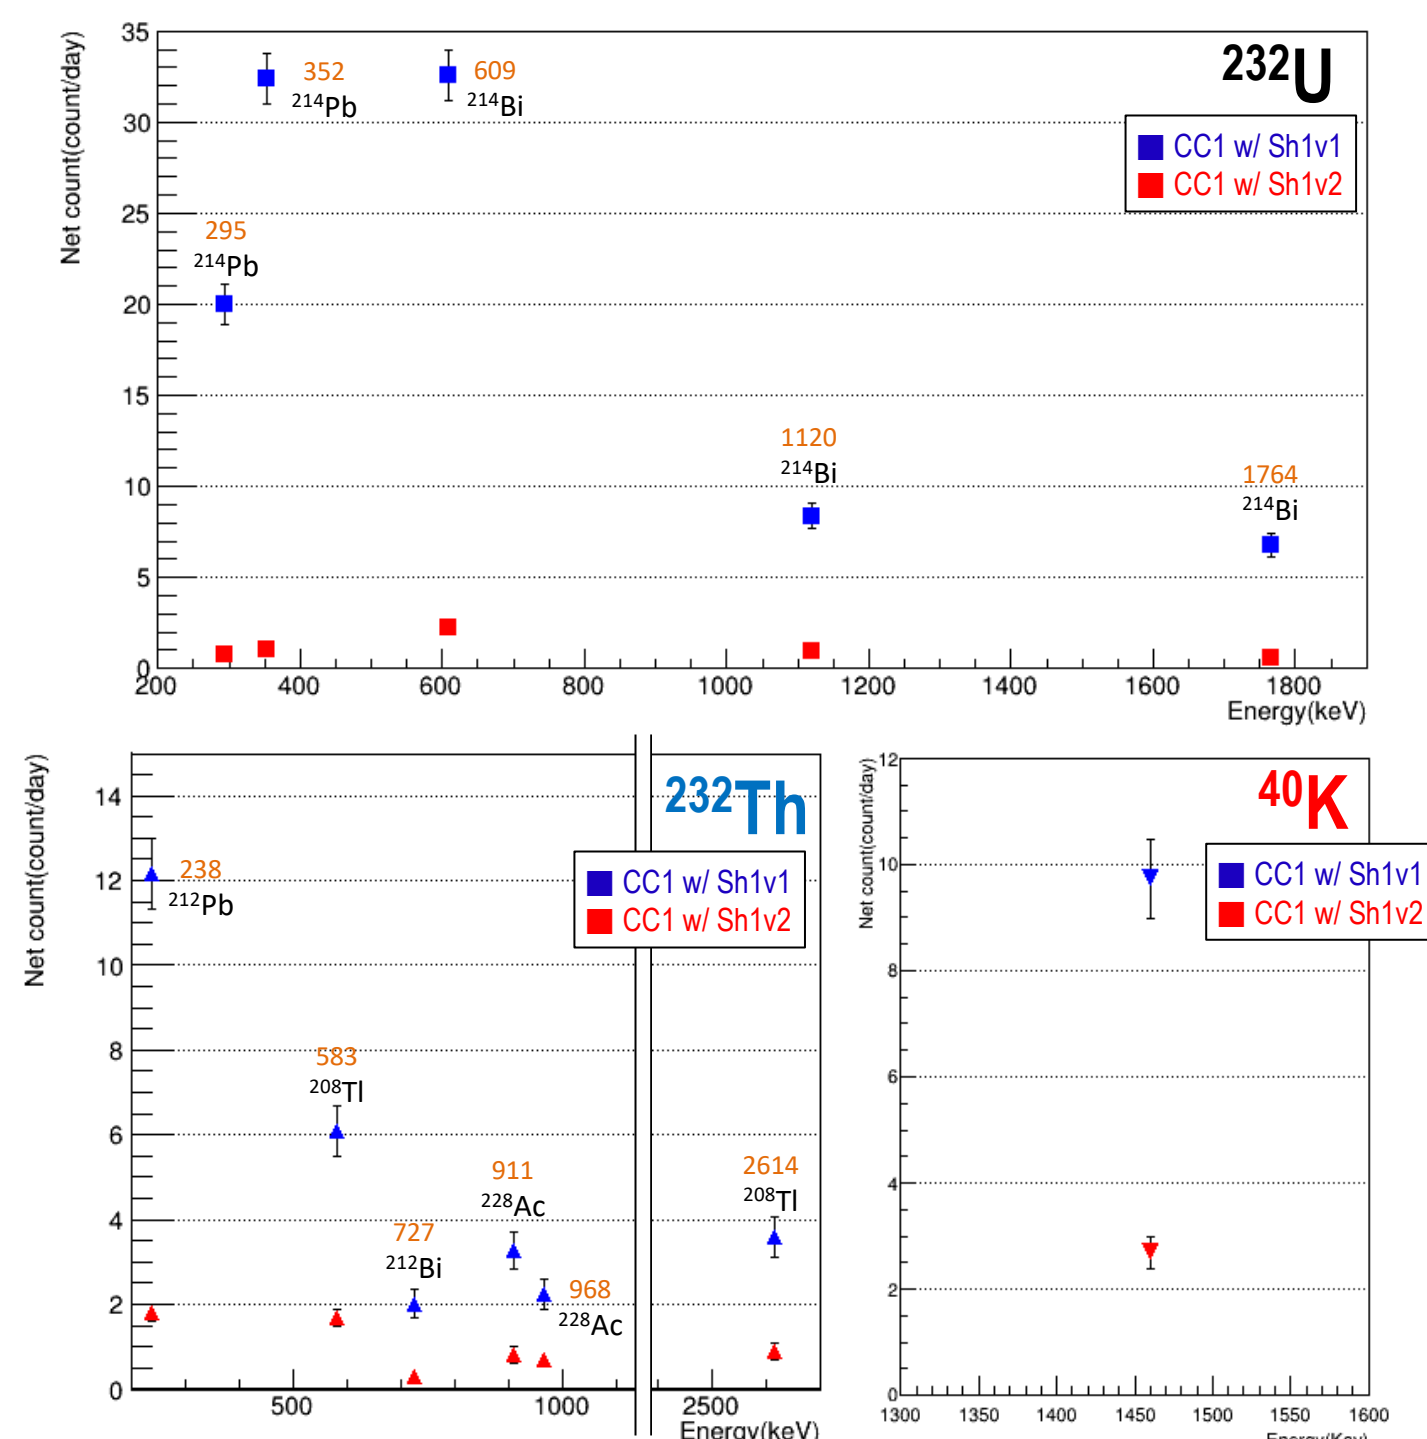 35
30
25
20
15
10
5
0
Net count(count/day)
232U
CC1 w/ Sh1v1
CC1 w/ Sh1v2
352
214Pb
609
214Bi
295
214Pb
1120
214Bi
1764
214Bi
200 400 600 800 1000 1200 1400 1600 1800
Energy(keV)
14
12
10
8
6
4
2
0
Net count(count/day)
232Th
CC1 w/ Sh1v1
CC1 w/ Sh1v2
238
212Pb
583
208Tl
727
212Bi
911
228Ac
968
228Ac
2614
208Tl
500 1000 2500
Energy(keV)
12
10
8
6
4
2
0
Net count(count/day)
40K
CC1 w/ Sh1v1
CC1 w/ Sh1v2
1300 1350 1400 1450 1500 1550 1600
Energy(Kev)